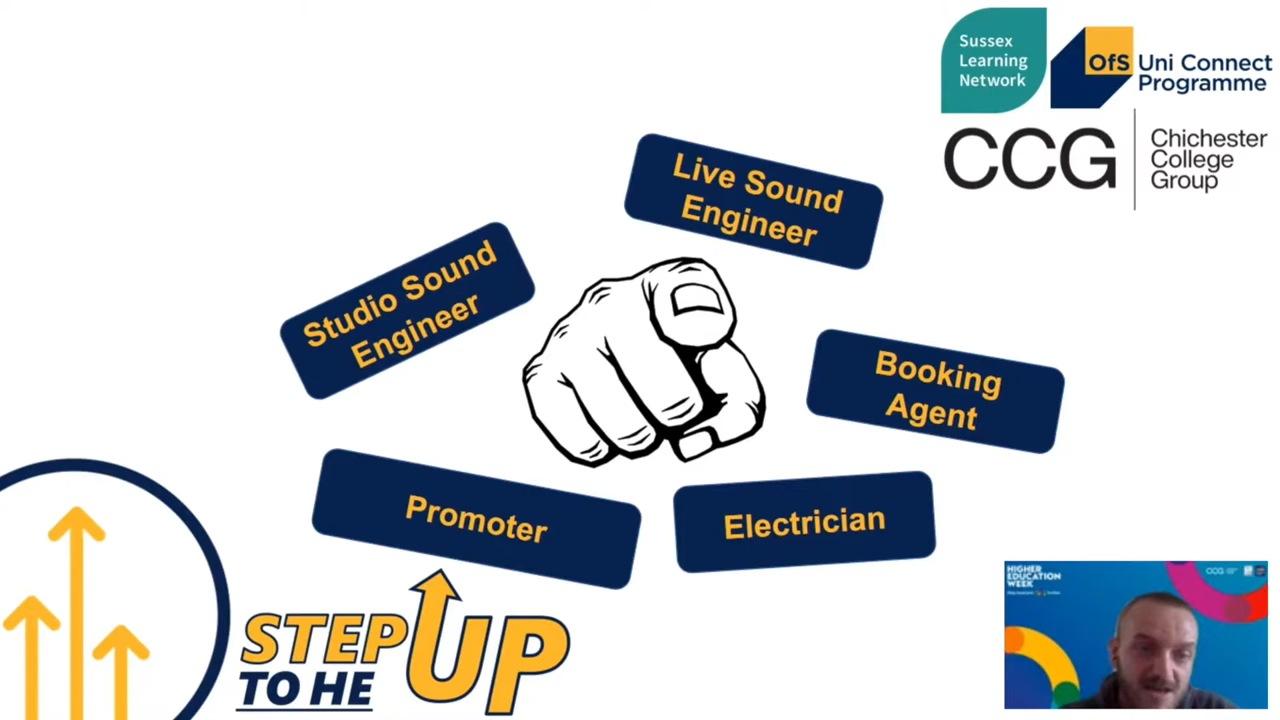 Sussex
Learning
Network
OfS
Uni Connect
Programme
CCG
Chichester
College
Group
Live Sound
Engineer
Studio Sound
Engineer
Booking
Agent
Promoter
Electrician
STEP UP
TO HE
HIGHER
EDUCATION
WEEK
CCG